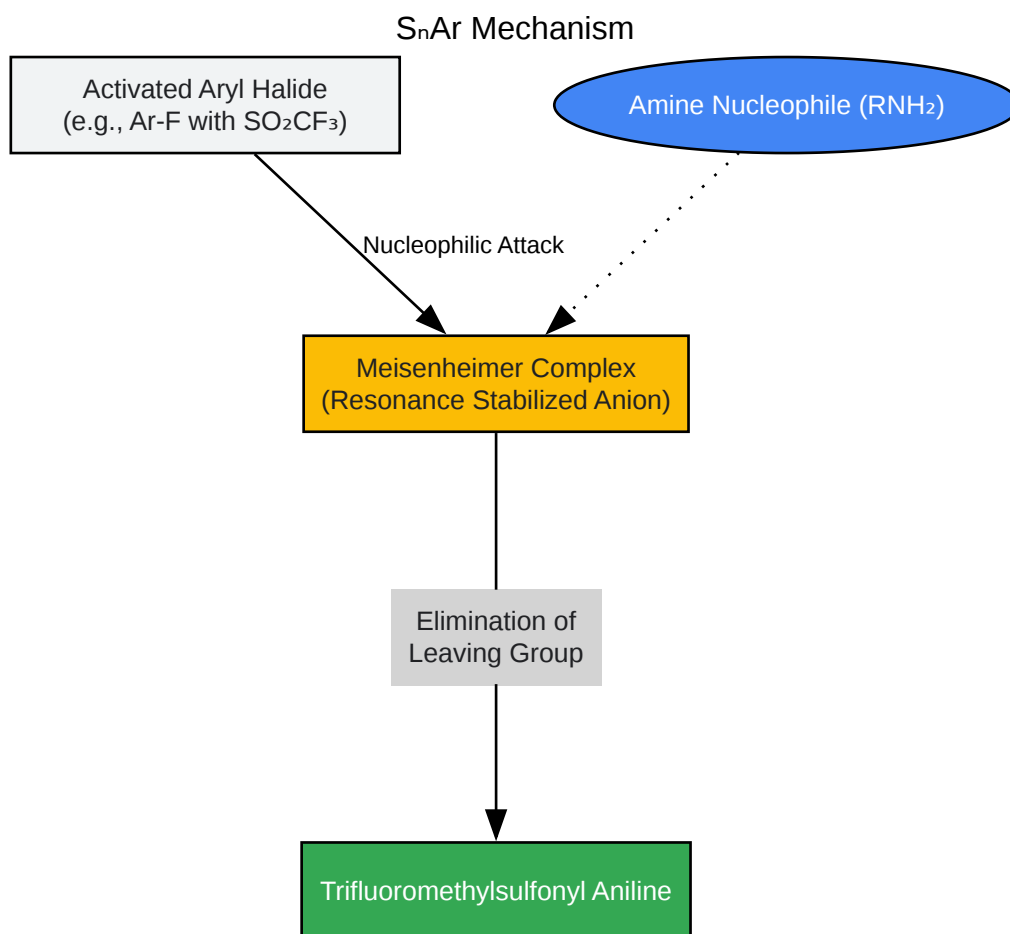 SₙAr Mechanism
Activated Aryl Halide
(e.g., Ar-F with SO₂CF₃)
Amine Nucleophile (RNH₂)
Nucleophilic Attack
Meisenheimer Complex
(Resonance Stabilized Anion)
Elimination of
Leaving Group
Trifluoromethylsulfonyl Aniline